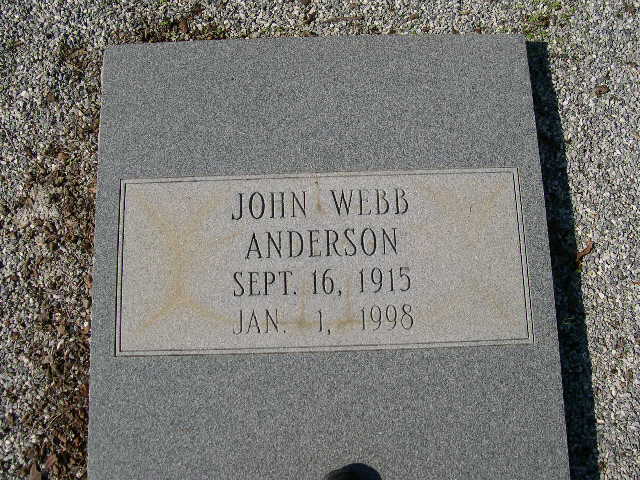 JOHN WEBB
ANDERSON
SEPT. 16, 1915
JAN. 1, 1998